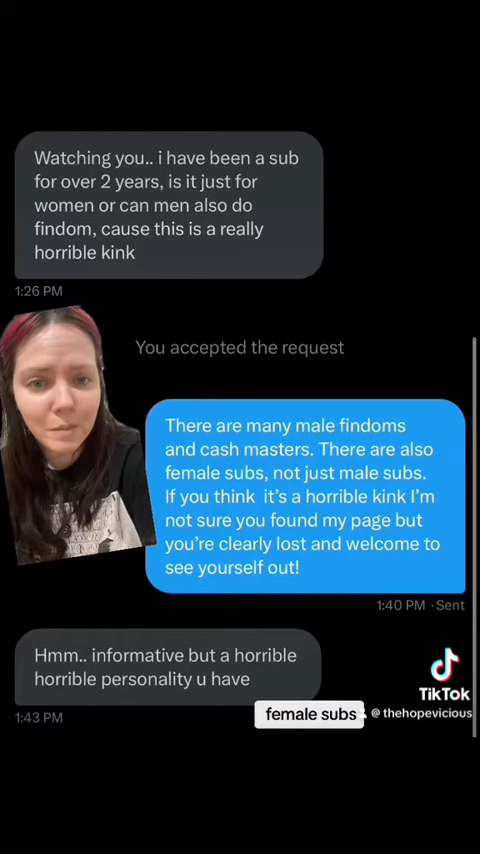 Watching you.. i have been a sub
for over 2 years, is it just for
women or can men also do
findom, cause this is a really
horrible kink
1:26 PM
You accepted the request
There are many male findoms
and cash masters. There are also
female subs, not just male subs.
If you think it's a horrible kink I'm
not sure you found my page but
you're clearly lost and welcome to
see yourself out!
1:40 PM · Sent
Hmm.. informative but a horrible
horrible personality u have
1:43 PM
female subs
TikTok
@ thehopevicious